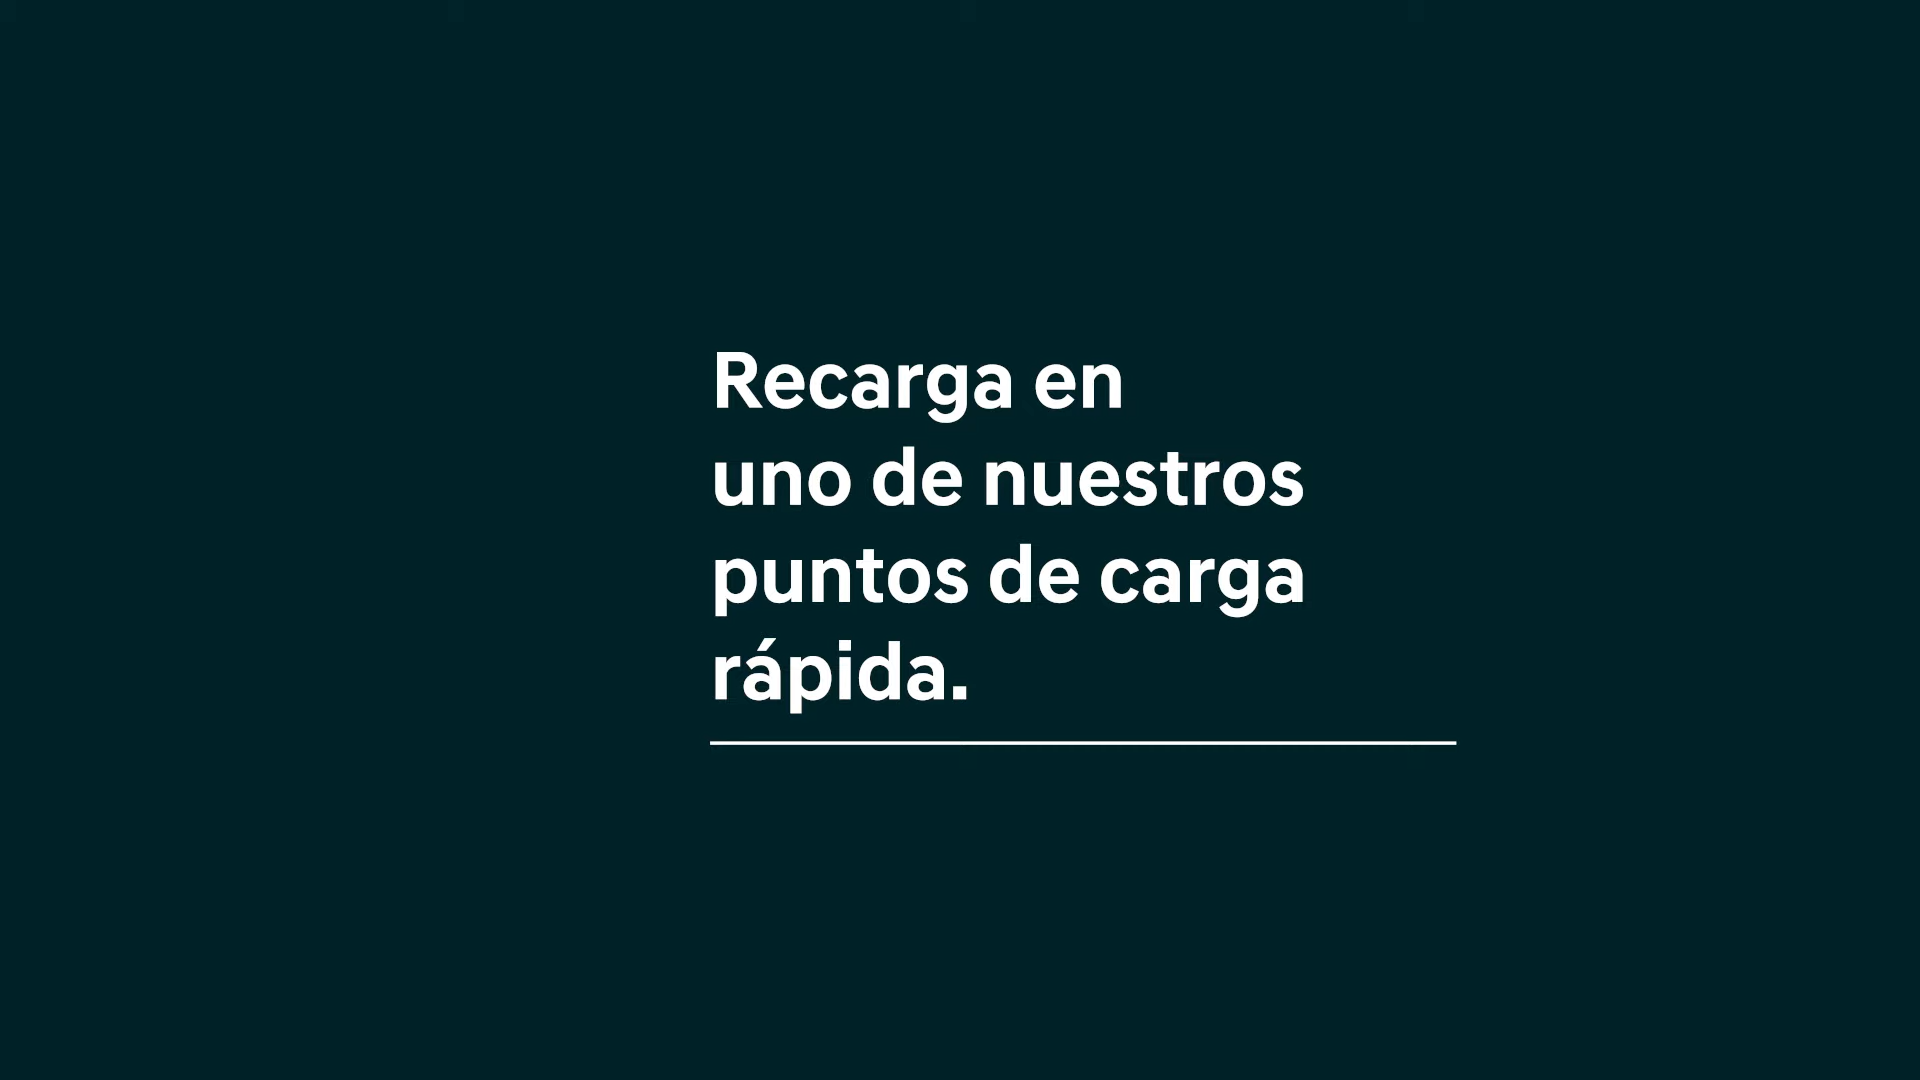 Recarga en
uno de nuestros
puntos de carga
rápida.